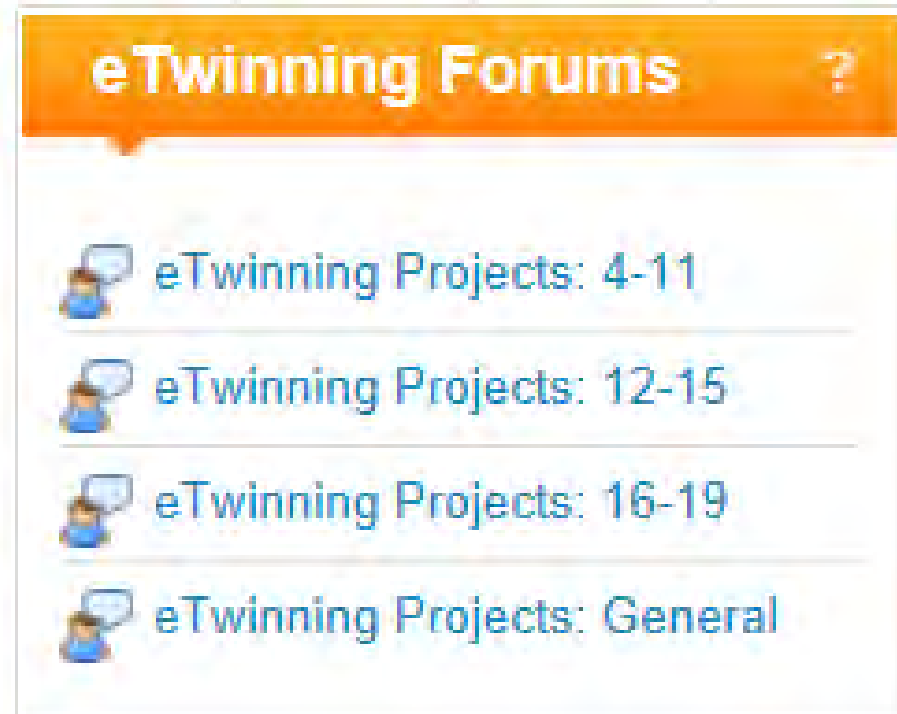 eTwinning Forums ?
eTwinning Projects: 4-11
eTwinning Projects: 12-15
eTwinning Projects: 16-19
eTwinning Projects: General